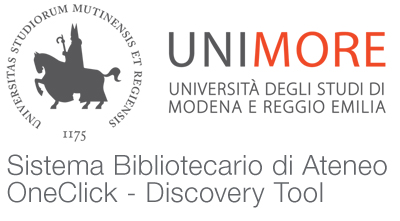 UNIVERSITAS STUDIORUM MUTINENSIS ET REGIENSIS
1175
UNIMORE
UNIVERSITÀ DEGLI STUDI DI
MODENA E REGGIO EMILIA
Sistema Bibliotecario di Ateneo
OneClick - Discovery Tool